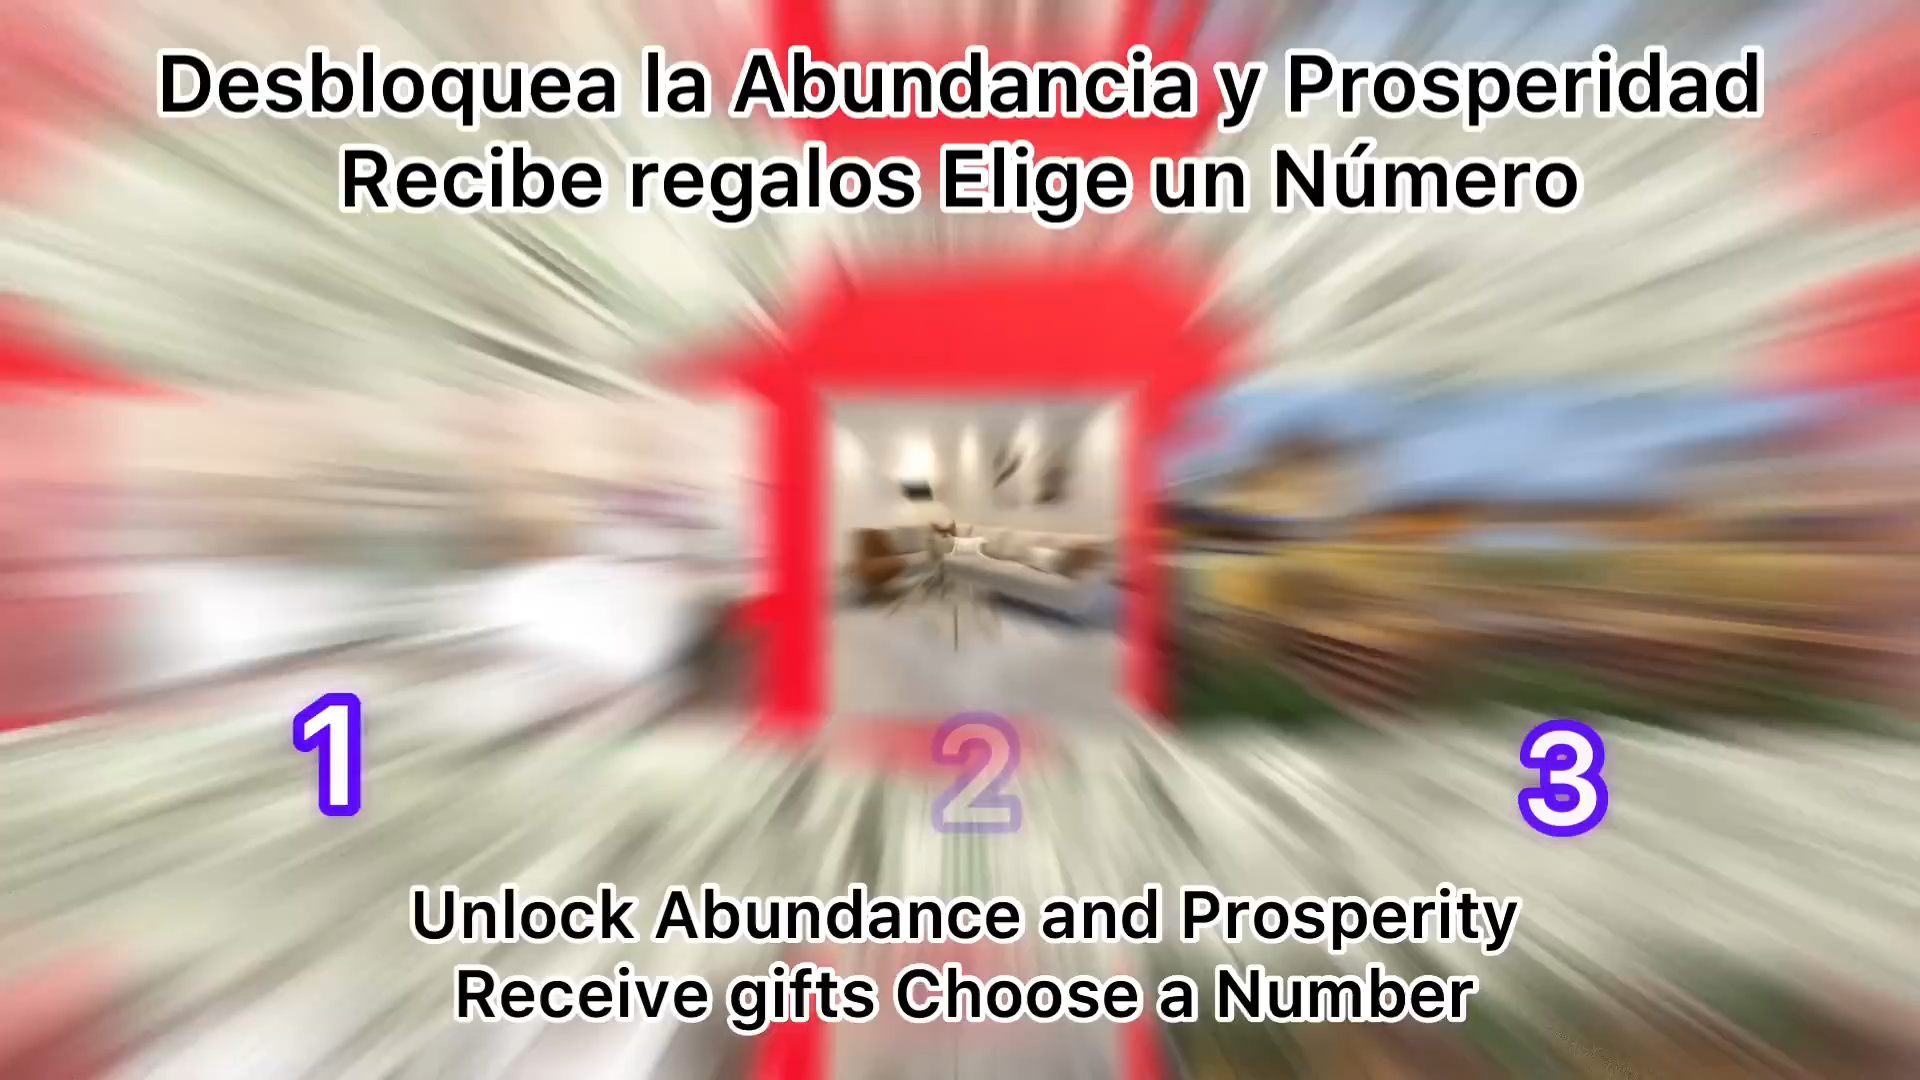 Desbloquea la Abundancia y Prosperidad
Recibe regalos Elige un Número
1
2
3
Unlock Abundance and Prosperity
Receive gifts Choose a Number